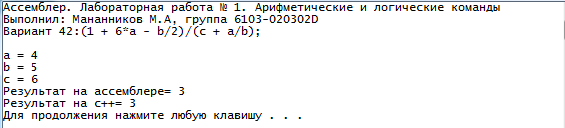 Ассемблер. Лабораторная работа № 1. Арифметические и логические команды
Выполнил: Мананников М.А, группа 6103-020302D
Вариант 42:(1 + 6*a - b/2)/(c + a/b);
a = 4
b = 5
c = 6
Результат на ассемблере= 3
Результат на c++= 3
Для продолжения нажмите любую клавишу . . .